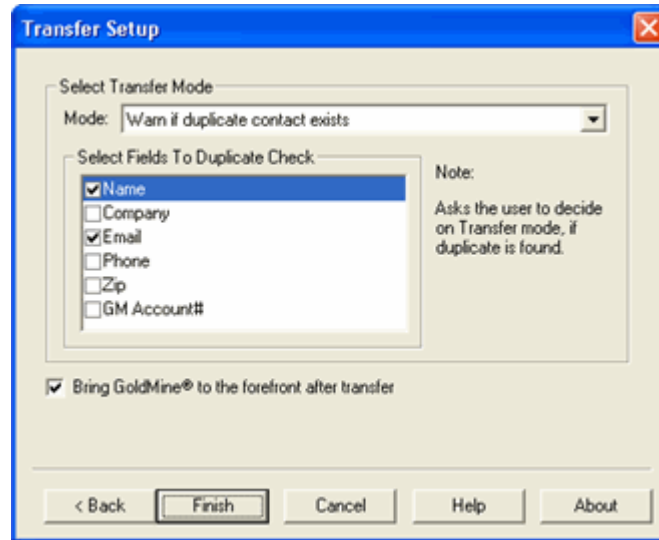 Transfer Setup
Select Transfer Mode
Mode: Warn if duplicate contact exists
Select Fields To Duplicate Check
Name
Company
Email
Phone
Zip
GM Account#
Note:
Asks the user to decide
on Transfer mode, if
duplicate is found.
Bring GoldMine® to the forefront after transfer
< Back
Finish
Cancel
Help
About